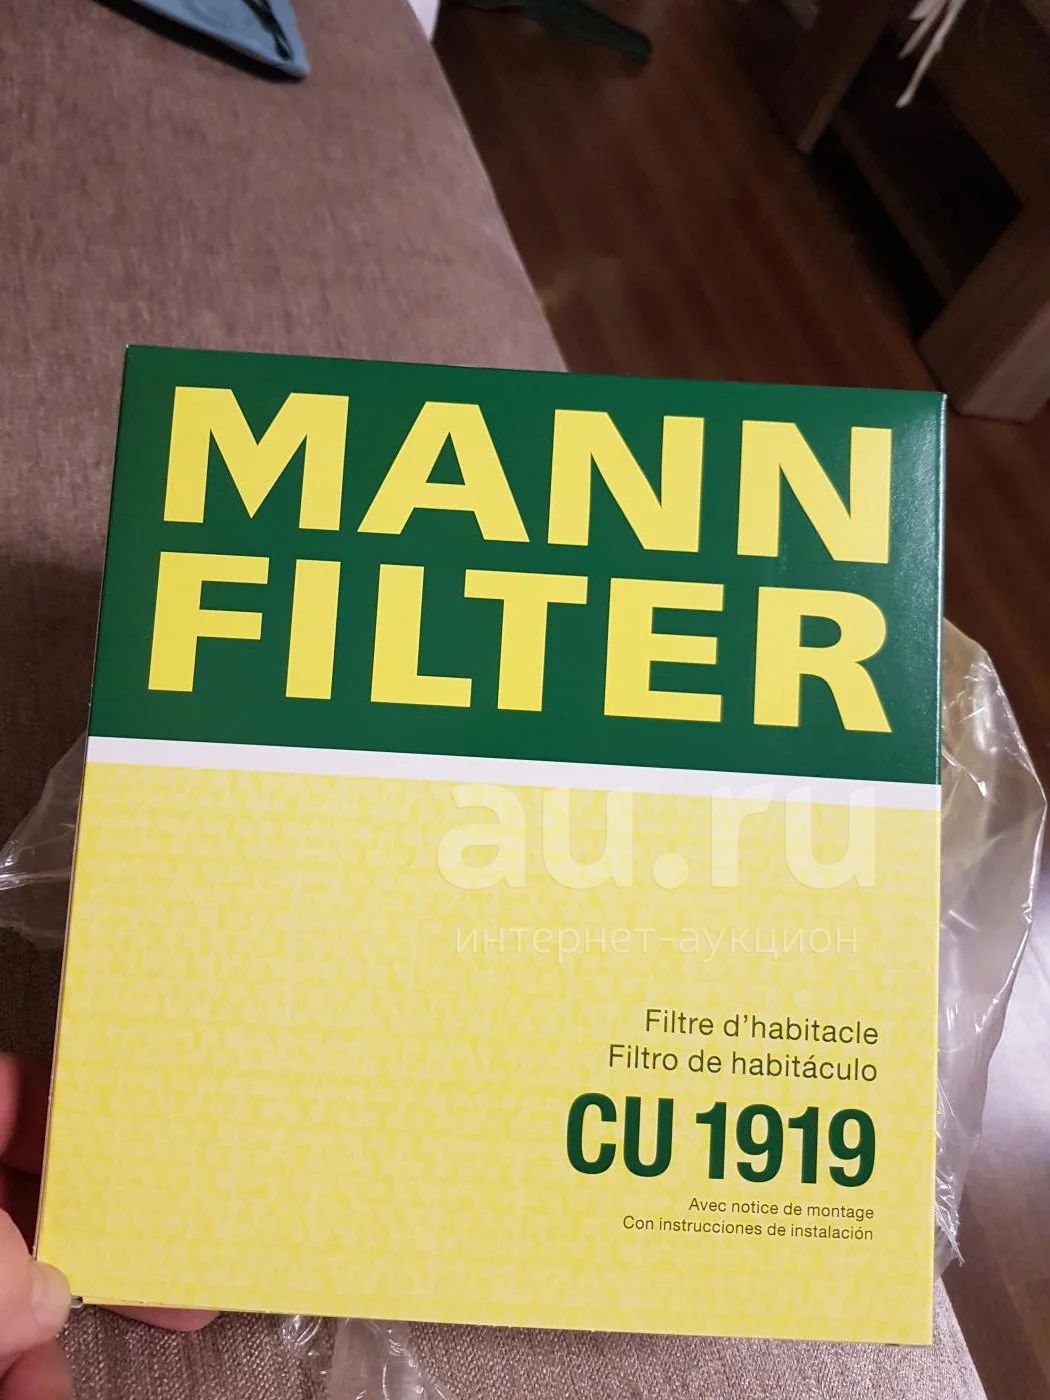 MANN
FILTER
au.ru
интернет-аукцион
Filtre d'habitacle
Filtro de habitáculo
CU 1919
Avec notice de montage
Con instrucciones de instalación